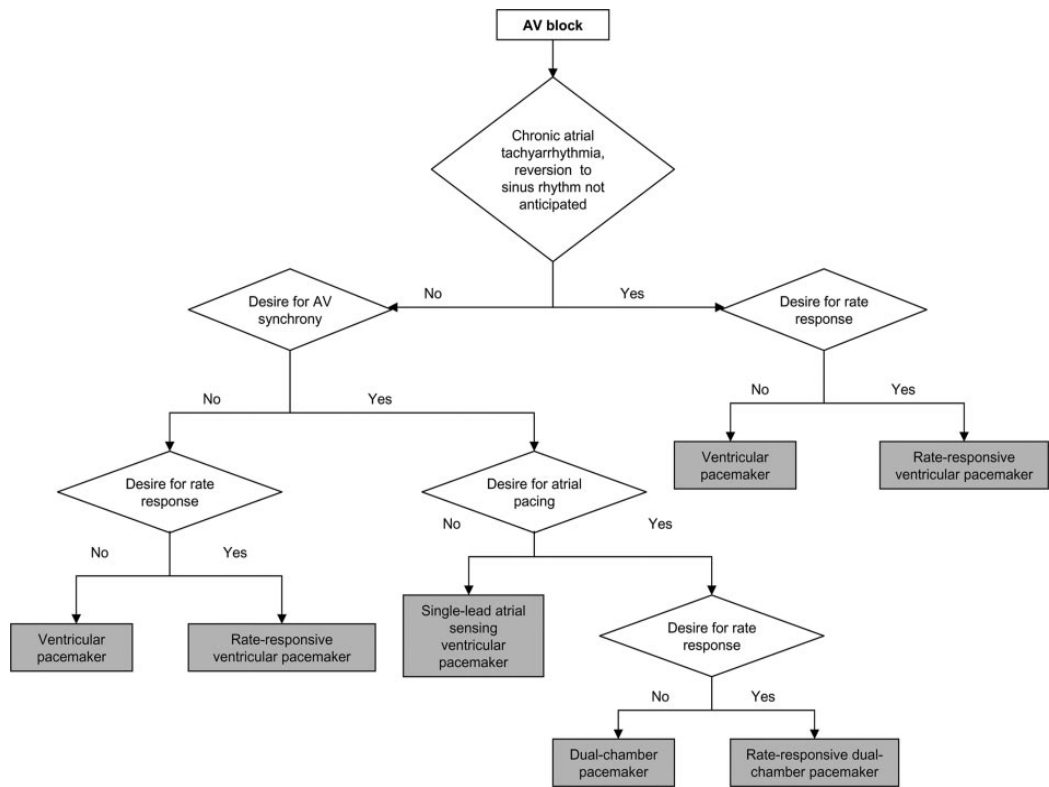 AV block
Chronic atrial
tachyarrhythmia,
reversion to
sinus rhythm not
anticipated
No
Yes
Desire for AV
synchrony
Desire for rate
response
No
Yes
No
Yes
Ventricular
pacemaker
Rate-responsive
ventricular pacemaker
Desire for rate
response
Desire for atrial
pacing
No
Yes
No
Yes
Ventricular
pacemaker
Rate-responsive
ventricular pacemaker
Single-lead atrial
sensing
ventricular
pacemaker
Desire for rate
response
No
Yes
Dual-chamber
pacemaker
Rate-responsive dual-
chamber pacemaker